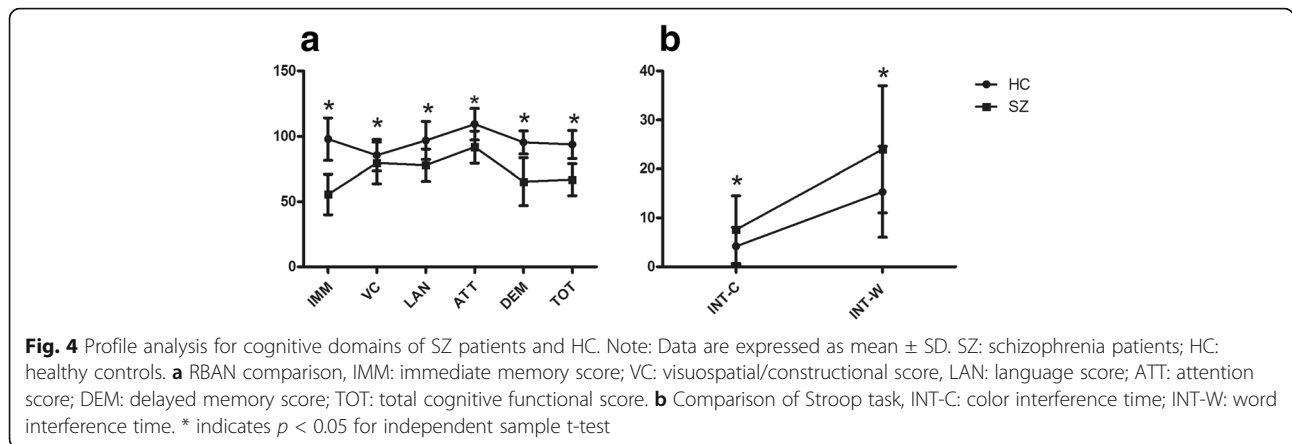 a
b
150
100
50
0
*
*
*
*
*
*
IMM
VC
LAN
ATT
DEM
TOT
40
30
20
10
0
*
*
INT-C
INT-W
HC
SZ
Fig. 4 Profile analysis for cognitive domains of SZ patients and HC. Note: Data are expressed as mean ± SD. SZ: schizophrenia patients; HC:
healthy controls. a RBAN comparison, IMM: immediate memory score; VC: visuospatial/constructional score, LAN: language score; ATT: attention
score; DEM: delayed memory score; TOT: total cognitive functional score. b Comparison of Stroop task, INT-C: color interference time; INT-W: word
interference time. * indicates p < 0.05 for independent sample t-test